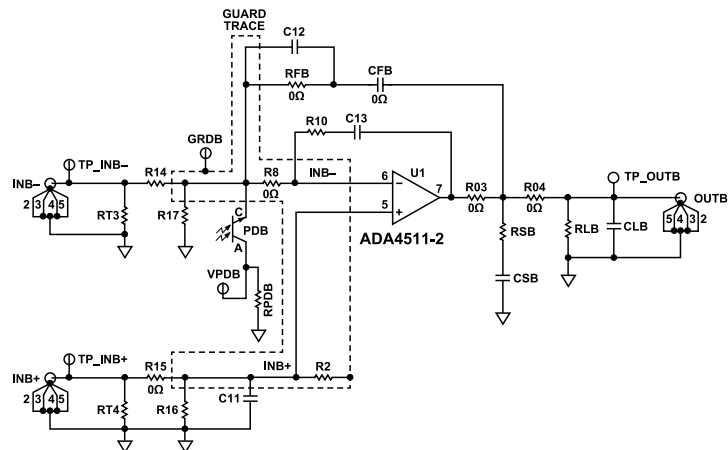 GUARD
TRACE
C12
RFB
0Ω
CFB
0Ω
R10
C13
GRDB
TP_INB–
INB–
2 3 4 5
RT3
R14
R17
R8
0Ω
INB–
6
5
U1
7
ADA4511-2
R03
0Ω
R04
0Ω
TP_OUTB
OUTB
5 4 3 2
RSB
CSB
RLB
CLB
C
PDB
A
VPDB
RPDB
TP_INB+
INB+
2 3 4 5
RT4
R15
0Ω
R16
C11
INB+
R2